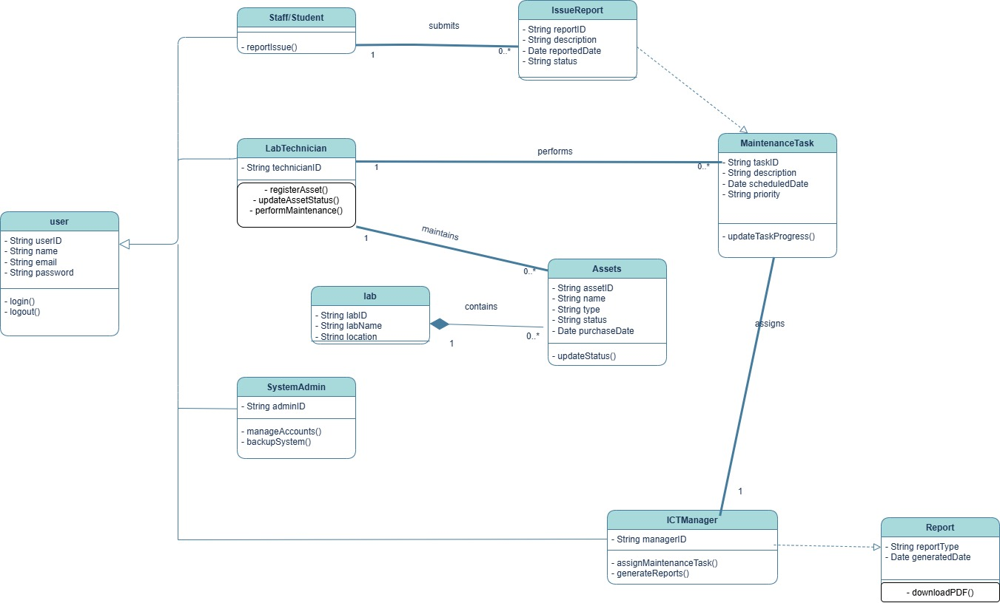 Staff/Student
- reportIssue()
submits
1
0..*
IssueReport
- String reportID
- String description
- Date reportedDate
- String status
LabTechnician
- String technicianID
- registerAsset()
- updateAssetStatus()
- performMaintenance()
performs
1
0..*
MaintenanceTask
- String taskID
- String description
- Date scheduledDate
- String priority
- updateTaskProgress()
user
- String userID
- String name
- String email
- String password
- login()
- logout()
maintains
1
0..*
Assets
- String assetID
- String name
- String type
- String status
- Date purchaseDate
- updateStatus()
lab
- String labID
- String labName
- String location
contains
1
0..*
assigns
SystemAdmin
- String adminID
- manageAccounts()
- backupSystem()
1
ICTManager
- String managerID
- assignMaintenanceTask()
- generateReports()
Report
- String reportType
- Date generatedDate
- downloadPDF()